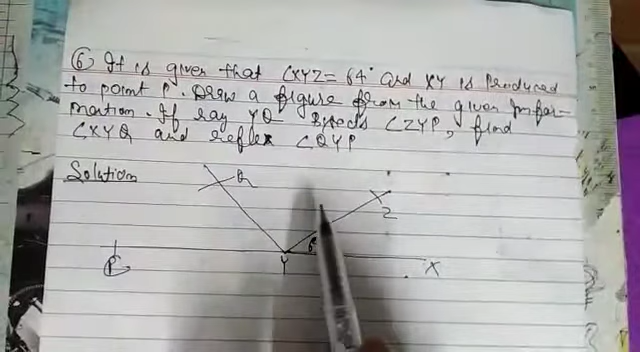 6) It is given that ∠XYZ = 64° and XY is Produced
to point P. Draw a figure from the given Infor-
mation. If ray YQ Bisects ∠ZYP, find
∠XYQ and reflex ∠QYP
Solution
Q
Z
P
Y
6
X